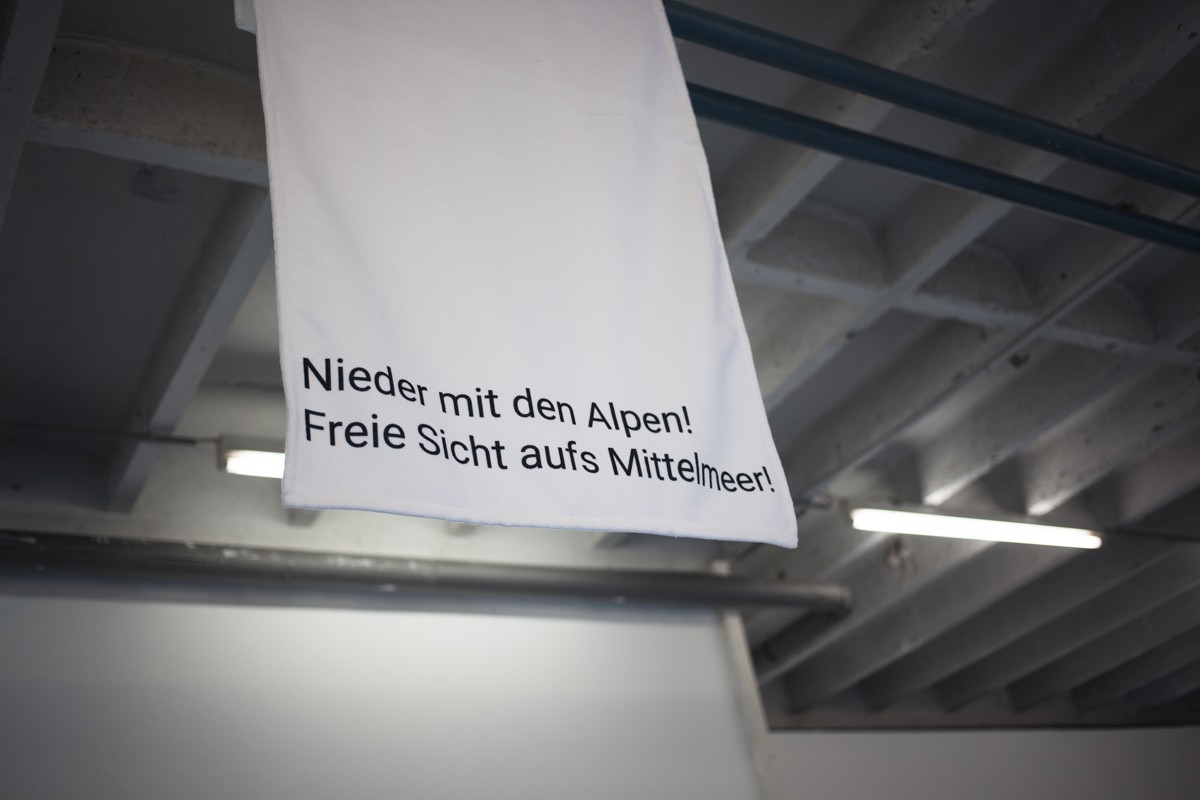 Nieder mit den Alpen!
Freie Sicht aufs Mittelmeer!